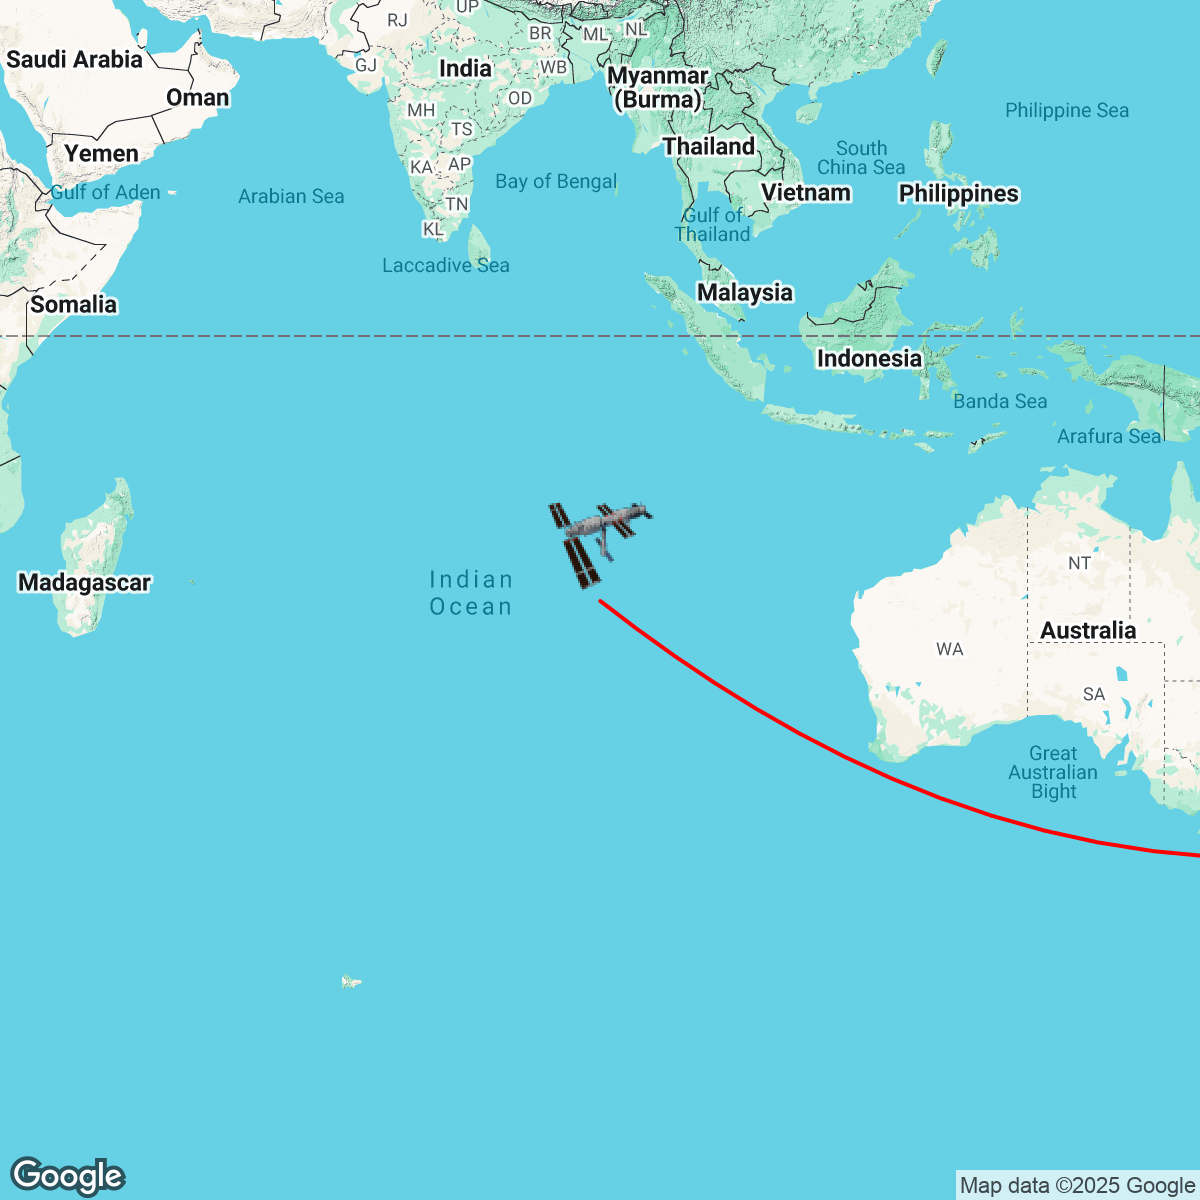 UP
RJ
BR
ML
NL
Saudi Arabia
GJ
India
WB
Myanmar
(Burma)
Oman
OD
MH
Philippine Sea
TS
Yemen
Thailand
South
China Sea
KA
AP
Gulf of Aden
Arabian Sea
Bay of Bengal
Vietnam
Philippines
TN
KL
Gulf of
Thailand
Laccadive Sea
Malaysia
Somalia
Indonesia
Banda Sea
Arafura Sea
Madagascar
Indian
Ocean
NT
Australia
WA
SA
Great
Australian
Bight
Google
Map data ©2025 Google